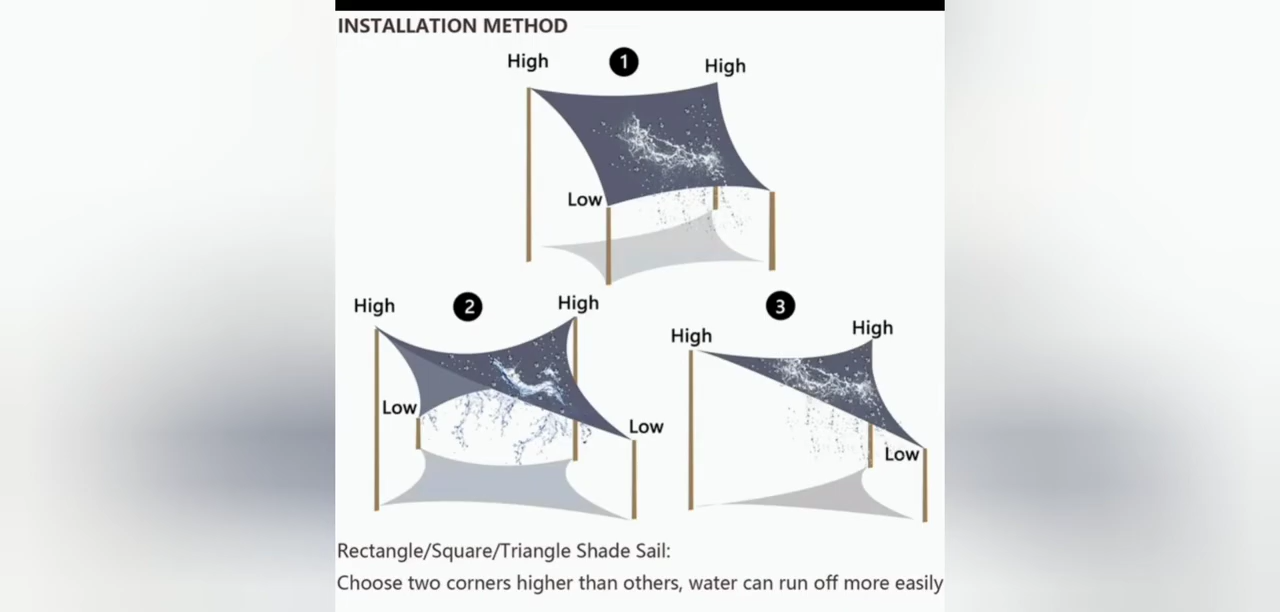 INSTALLATION METHOD
1
High
High
Low
2
High
High
Low
Low
3
High
High
Low
Rectangle/Square/Triangle Shade Sail:
Choose two corners higher than others, water can run off more easily